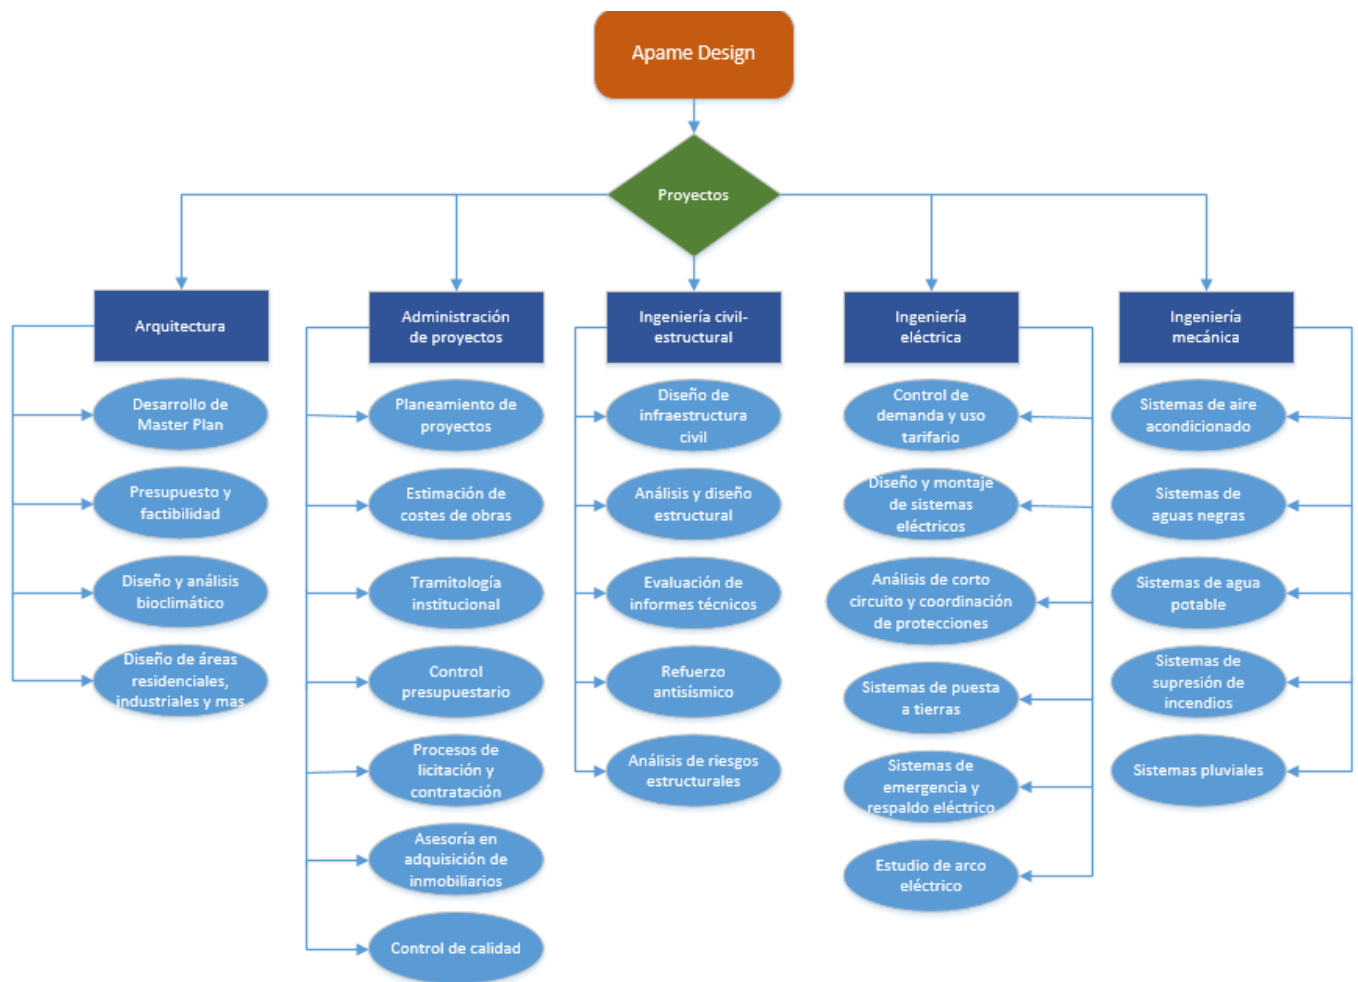 Apame Design
Proyectos
Arquitectura
Desarrollo de
Master Plan
Presupuesto y
factibilidad
Diseño y análisis
bioclimático
Diseño de áreas
residenciales,
industriales y mas
Administración
de proyectos
Planeamiento de
proyectos
Estimación de
costes de obras
Tramitología
institucional
Control
presupuestario
Procesos de
licitación y
contratación
Asesoría en
adquisición de
inmobiliarios
Control de calidad
Ingeniería civil-
estructural
Diseño de
infraestructura
civil
Análisis y diseño
estructural
Evaluación de
informes técnicos
Refuerzo
antisísmico
Análisis de riesgos
estructurales
Ingeniería
eléctrica
Control de
demanda y uso
tarifario
Diseño y montaje
de sistemas
eléctricos
Análisis de corto
circuito y coordinación
de protecciones
Sistemas de puesta
a tierras
Sistemas de
emergencia y
respaldo eléctrico
Estudio de arco
eléctrico
Ingeniería
mecánica
Sistemas de aire
acondicionado
Sistemas de
aguas negras
Sistemas de agua
potable
Sistemas de
supresión de
incendios
Sistemas pluviales